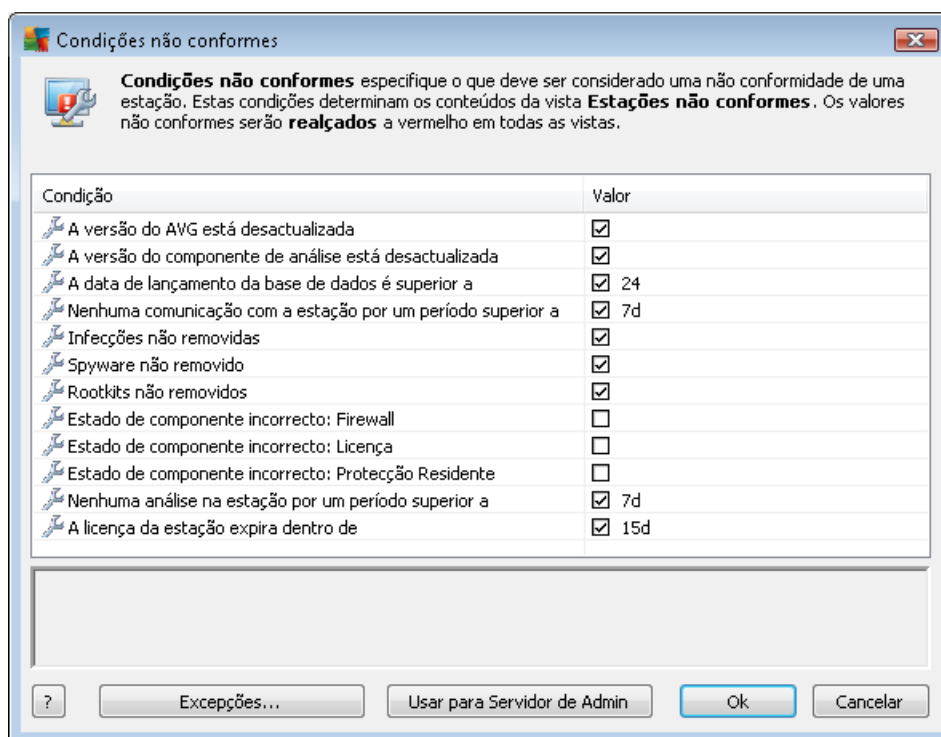 Condições não conformes
Condições não conformes especifique o que deve ser considerado uma não conformidade de uma
estação. Estas condições determinam os conteúdos da vista Estações não conformes. Os valores
não conformes serão realçados a vermelho em todas as vistas.
Condição Valor
A versão do AVG está desactualizada
A versão do componente de análise está desactualizada
A data de lançamento da base de dados é superior a 24
Nenhuma comunicação com a estação por um período superior a 7d
Infecções não removidas
Spyware não removido
Rootkits não removidos
Estado de componente incorrecto: Firewall
Estado de componente incorrecto: Licença
Estado de componente incorrecto: Protecção Residente
Nenhuma análise na estação por um período superior a 7d
A licença da estação expira dentro de 15d
? Excepções... Usar para Servidor de Admin Ok Cancelar